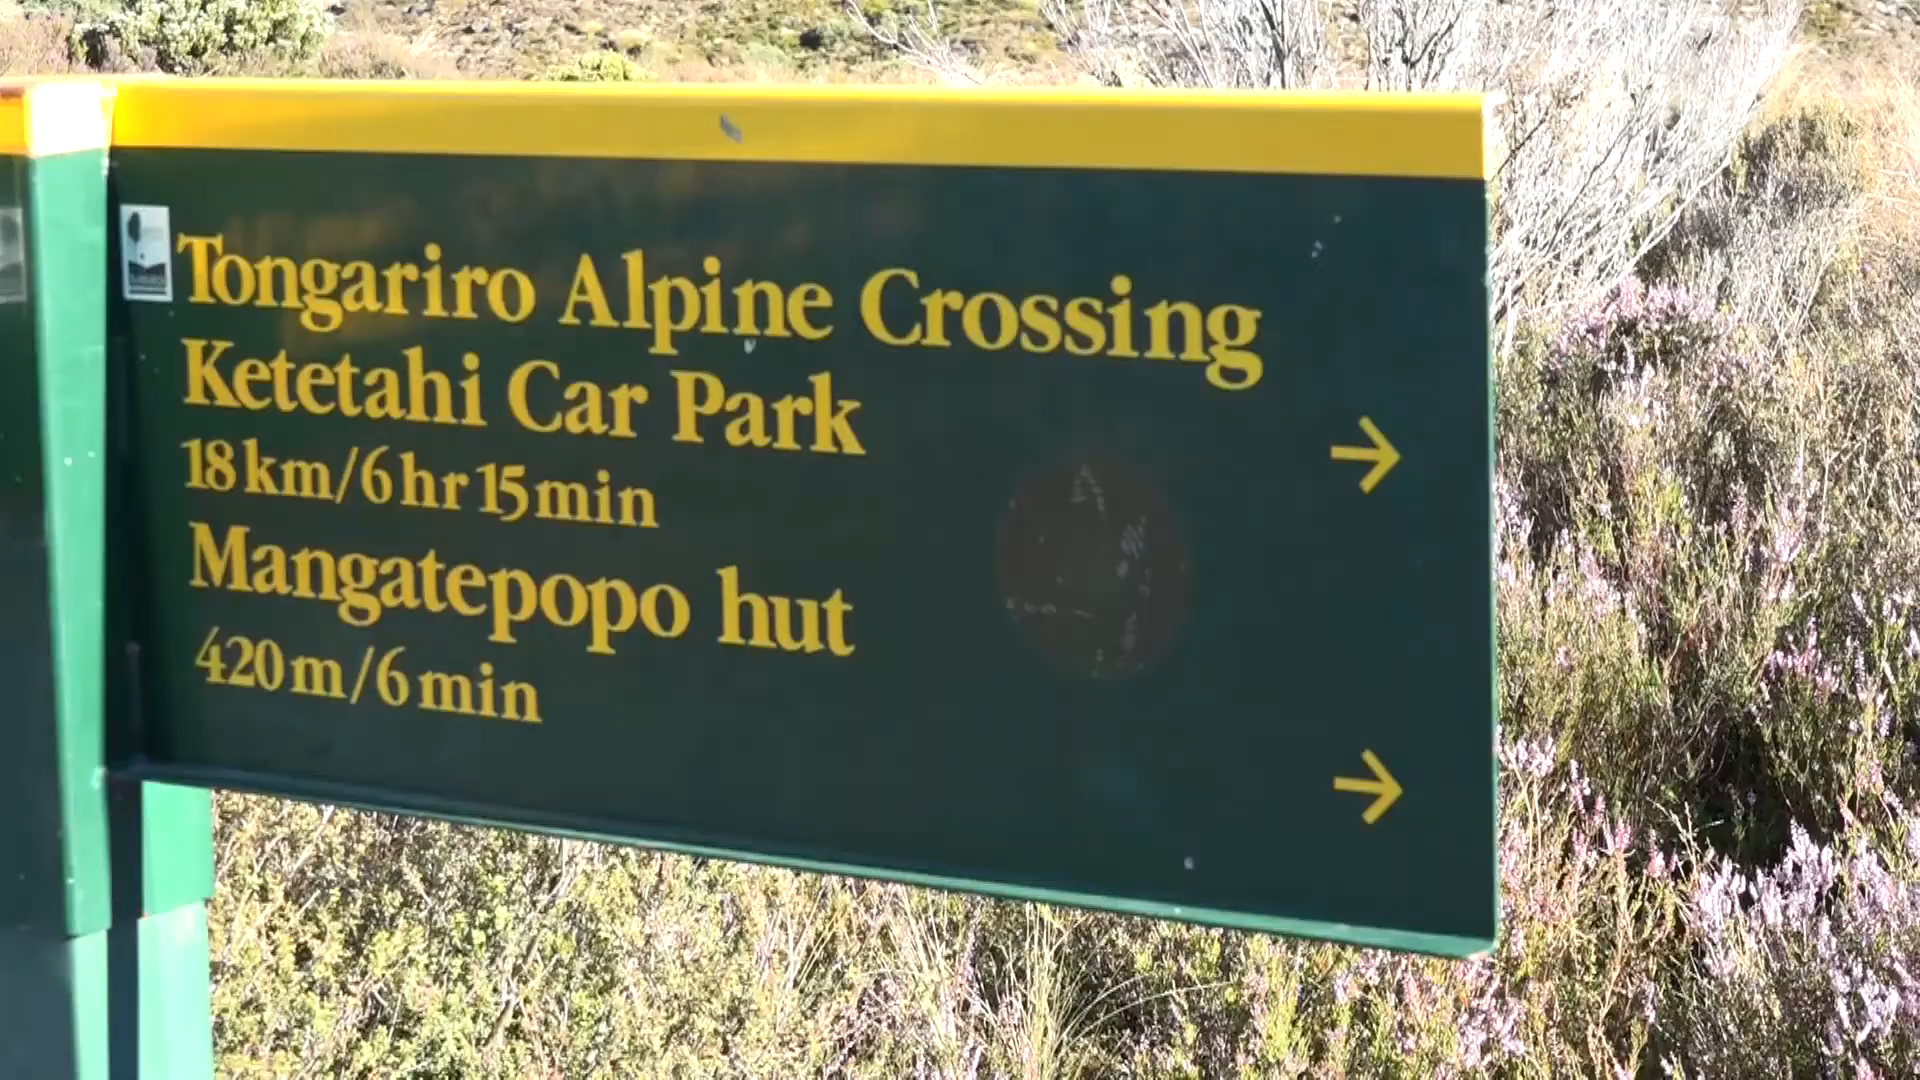 Tongariro Alpine Crossing
Ketetahi Car Park
18 km/6 hr 15 min
Mangatepopo hut
420 m/6 min